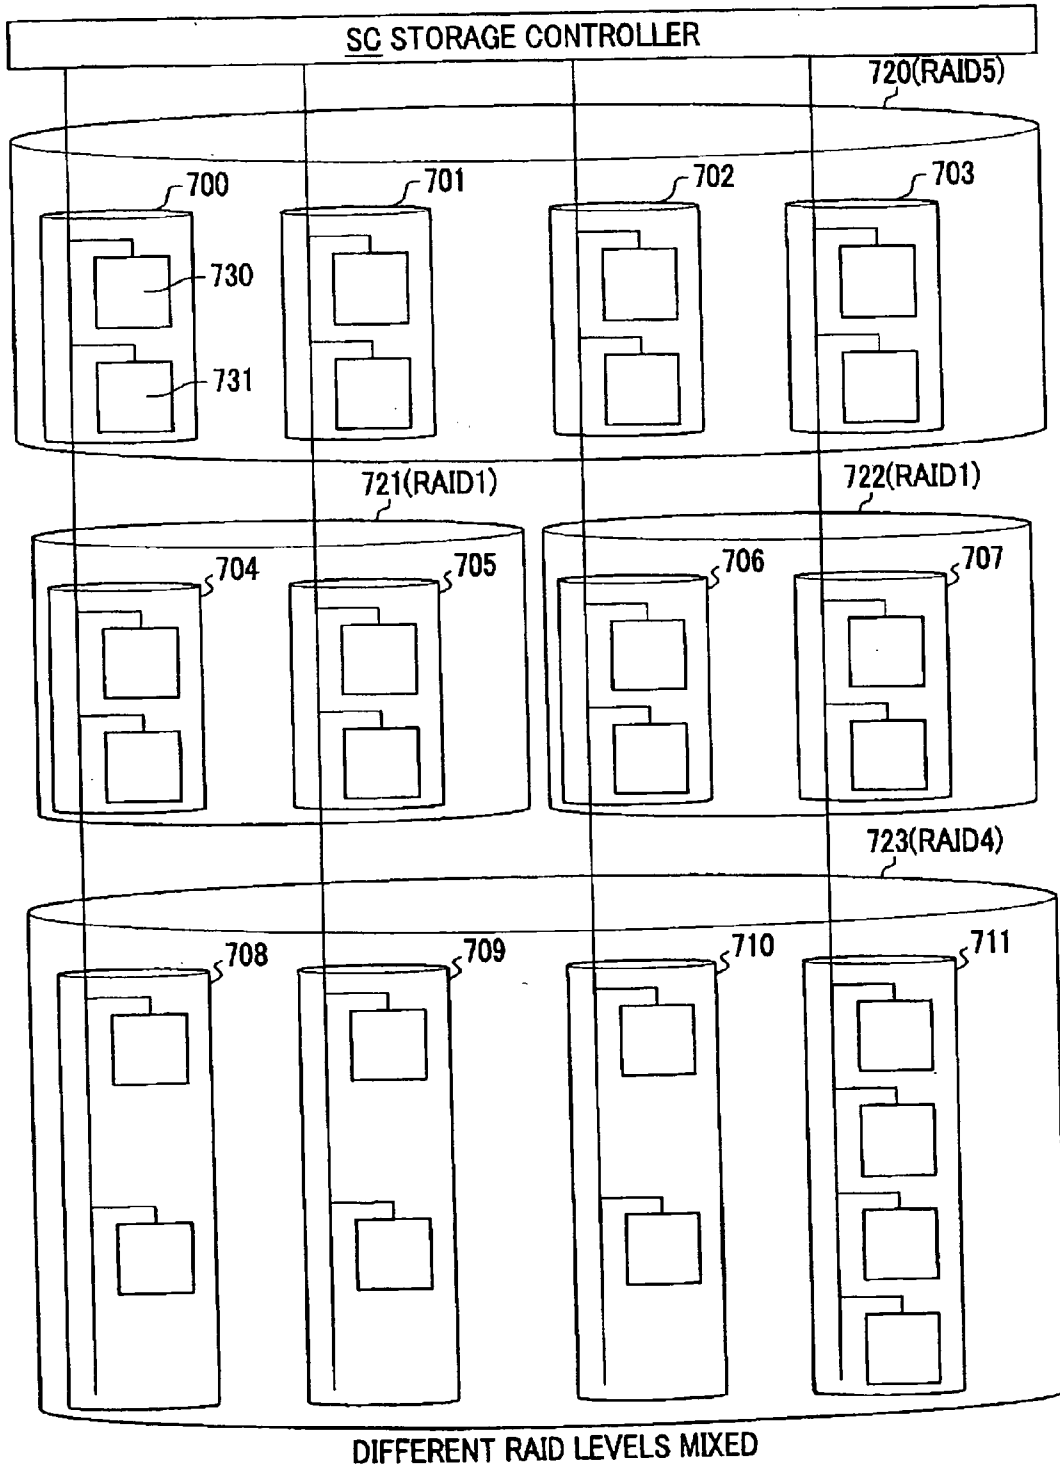 SC STORAGE CONTROLLER
720(RAID5)
700
701
702
703
730
731
721(RAID1)
722(RAID1)
704
705
706
707
723(RAID4)
708
709
710
711
DIFFERENT RAID LEVELS MIXED